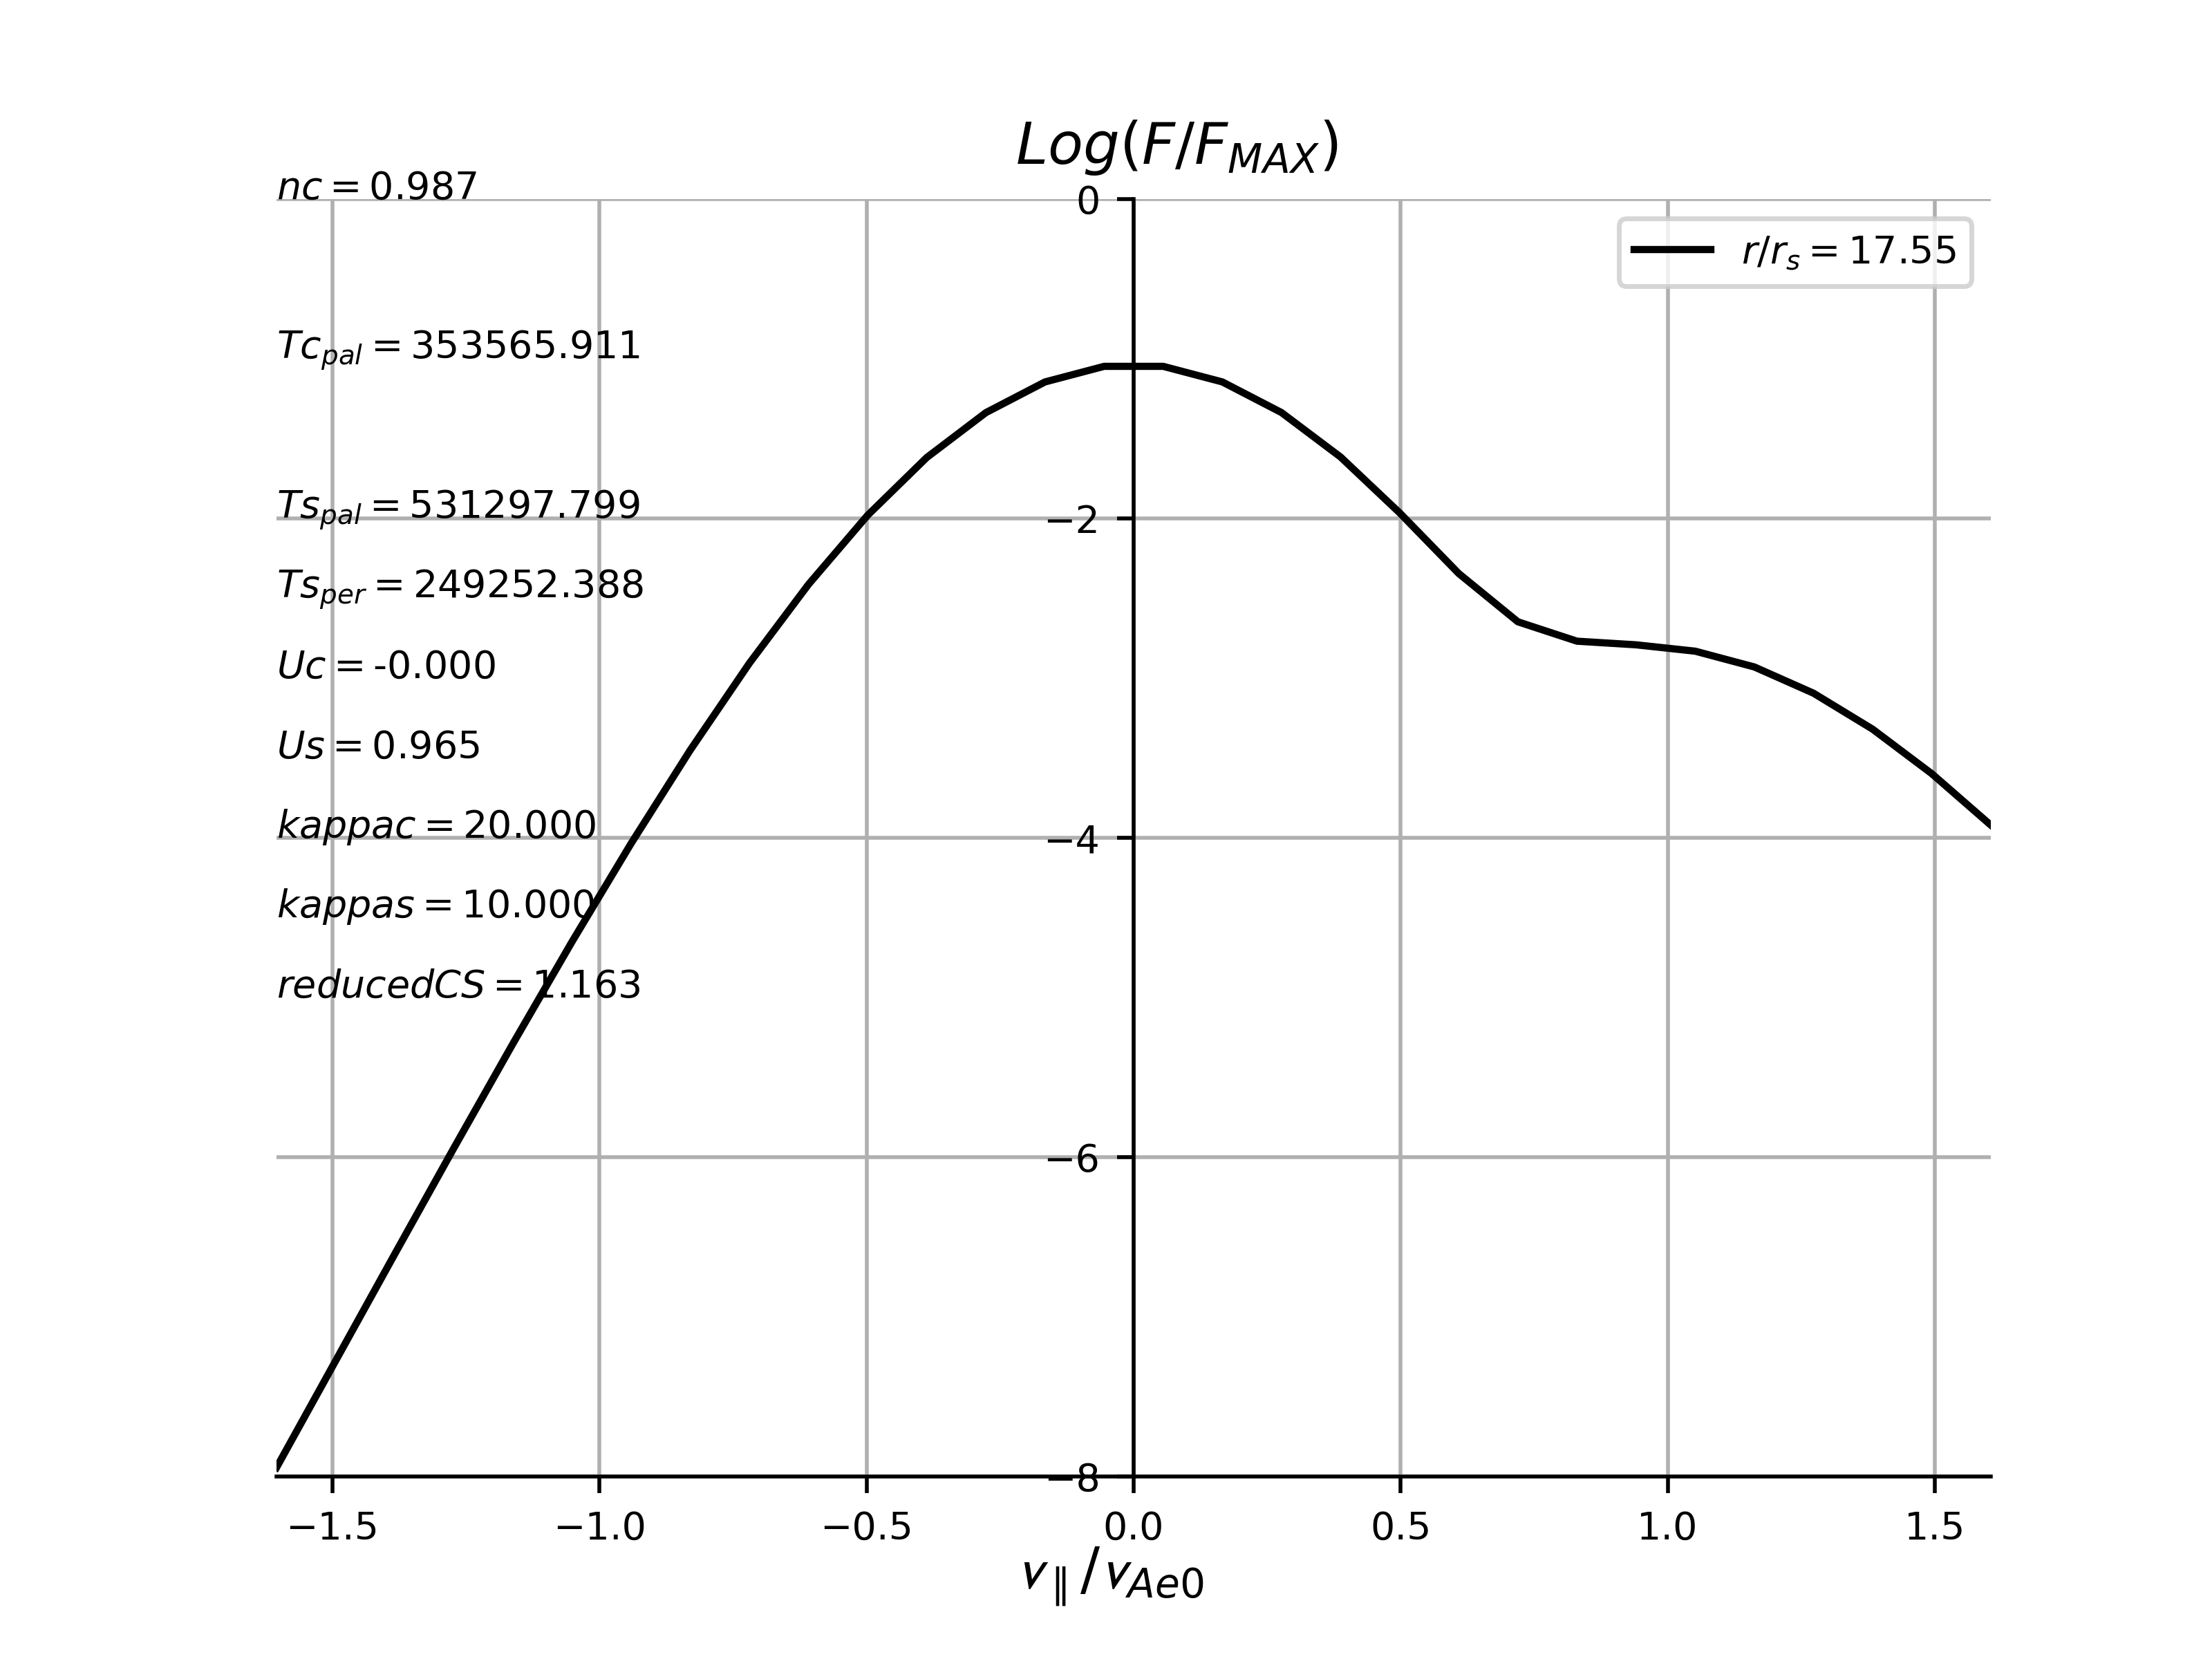 Log(F/F_MAX)
nc = 0.987
0
r/r_s = 17.55
Tc_pal = 353565.911
Ts_pal = 531297.799
−2
Ts_per = 249252.388
Uc = -0.000
Us = 0.965
kappac = 20.000
−4
kappas = 10.000
reducedCS = 1.163
−6
−8
−1.5 −1.0 −0.5 0.0 0.5 1.0 1.5
v_∥/v_Ae0